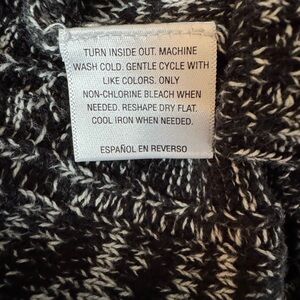 TURN INSIDE OUT. MACHINE
WASH COLD. GENTLE CYCLE WITH
LIKE COLORS. ONLY
NON-CHLORINE BLEACH WHEN
NEEDED. RESHAPE DRY FLAT.
COOL IRON WHEN NEEDED.
ESPAÑOL EN REVERSO